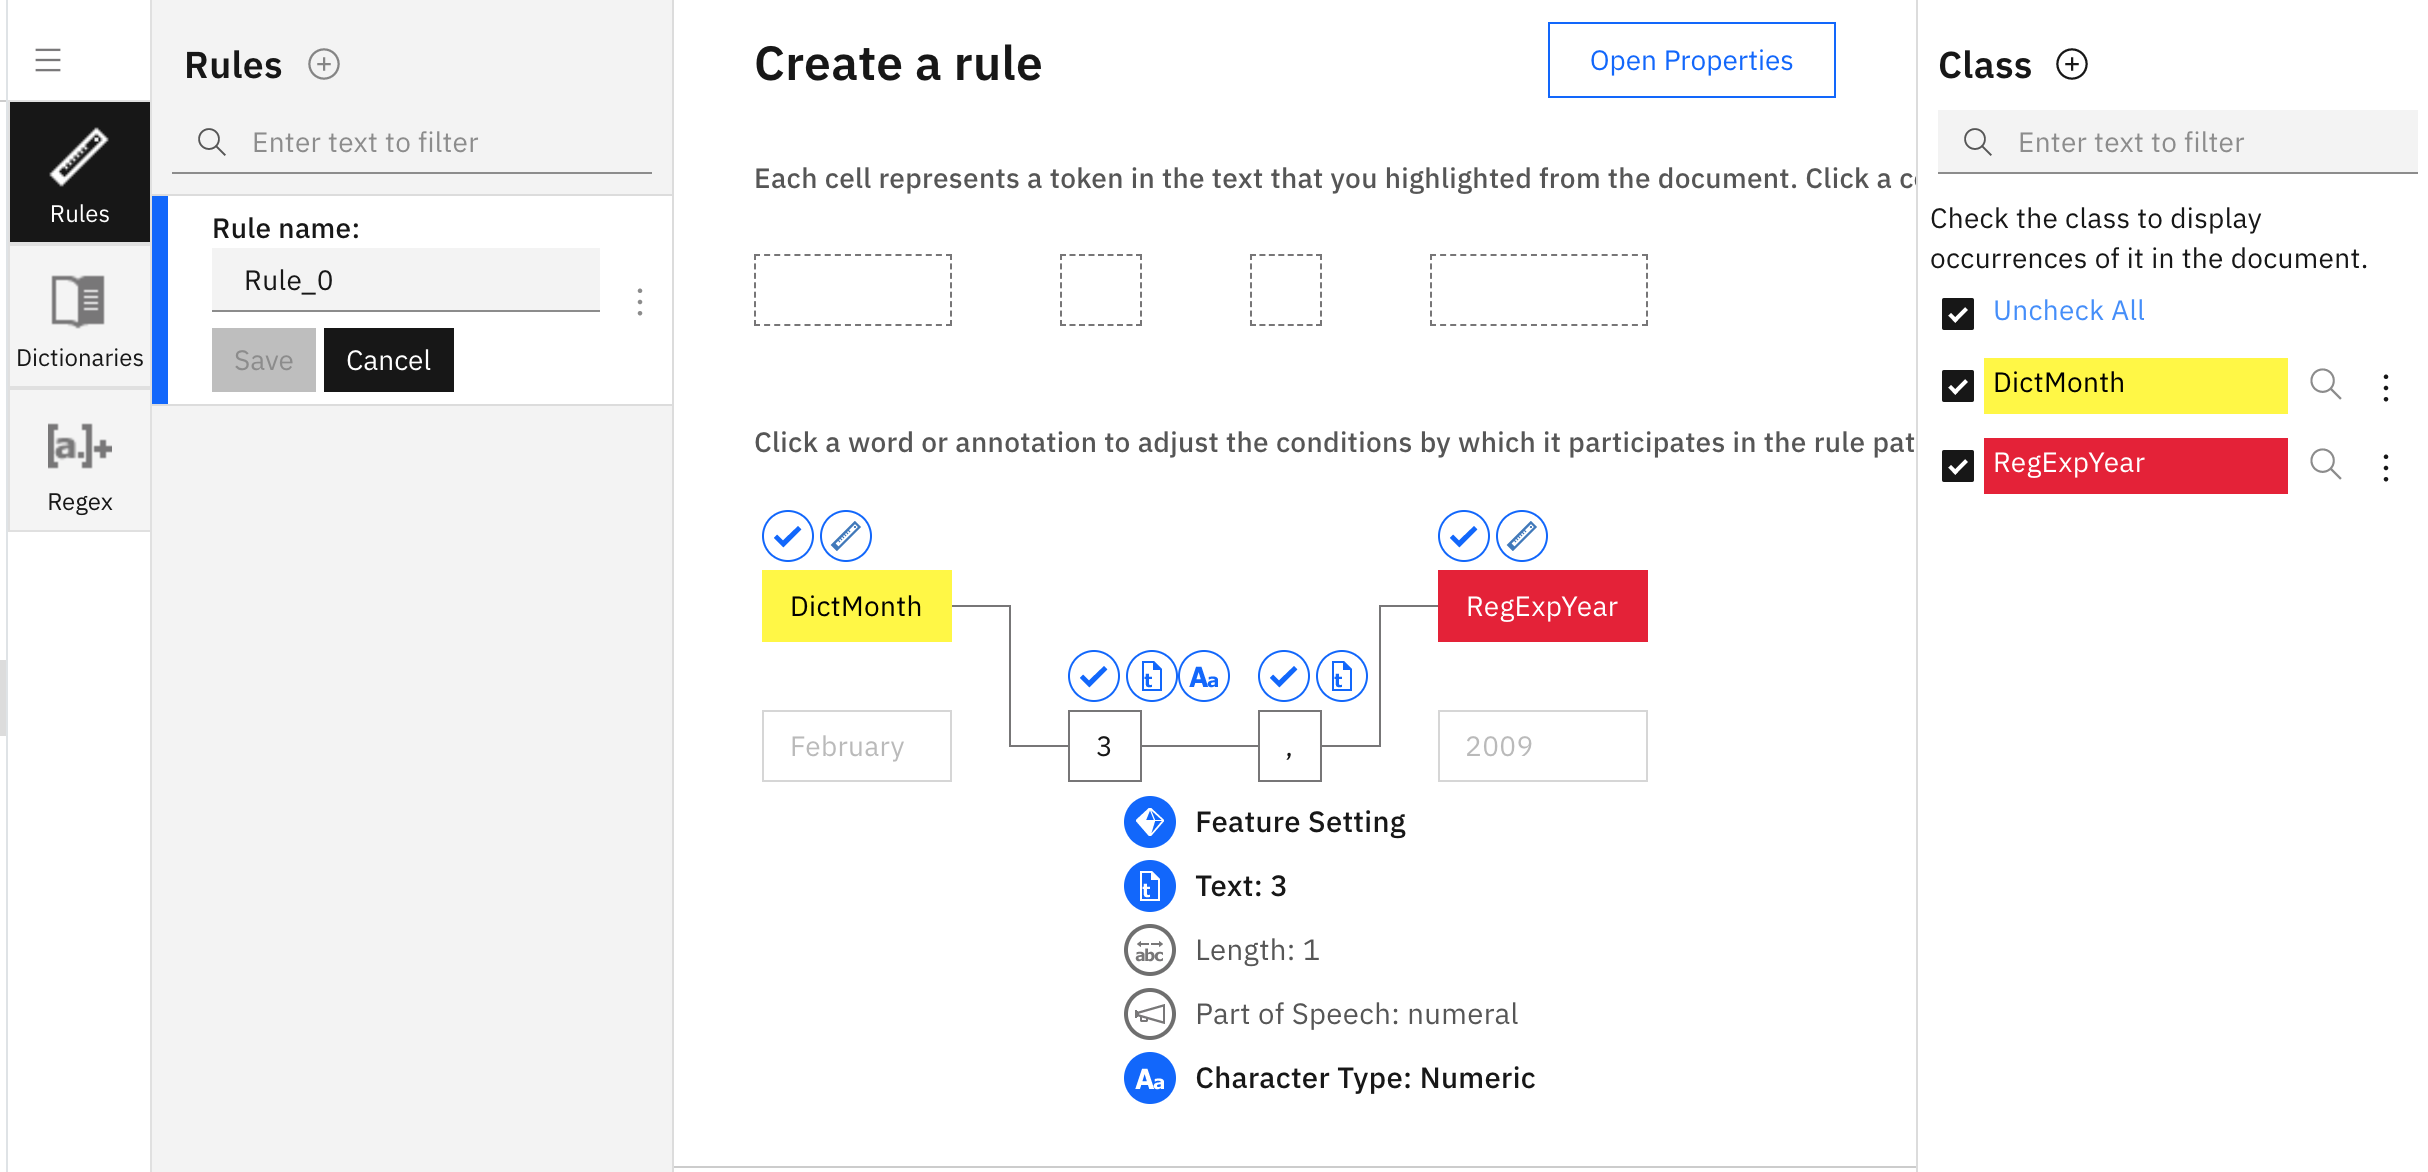 Rules
Dictionaries
[a.]+
Regex
Rules
Enter text to filter
Rule name:
Rule_0
Save
Cancel
Create a rule
Open Properties
Each cell represents a token in the text that you highlighted from the document. Click a
Click a word or annotation to adjust the conditions by which it participates in the rule
DictMonth
RegExpYear
t
Aa
t
February
3
,
2009
Feature Setting
t
Text: 3
abc
Length: 1
Part of Speech: numeral
Aa
Character Type: Numeric
Class
Enter text to filter
Check the class to display
occurrences of it in the document.
Uncheck All
DictMonth
RegExpYear